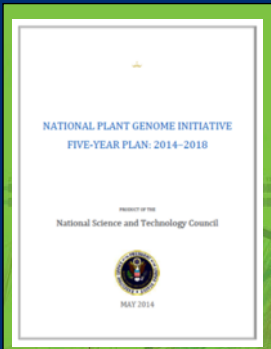 NATIONAL PLANT GENOME INITIATIVE
FIVE-YEAR PLAN: 2014–2018
PRODUCT OF THE
National Science and Technology Council
MAY 2014